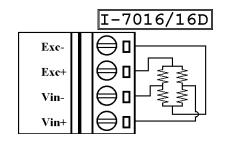 I-7016/16D
Exc-
Exc+
Vin-
Vin+